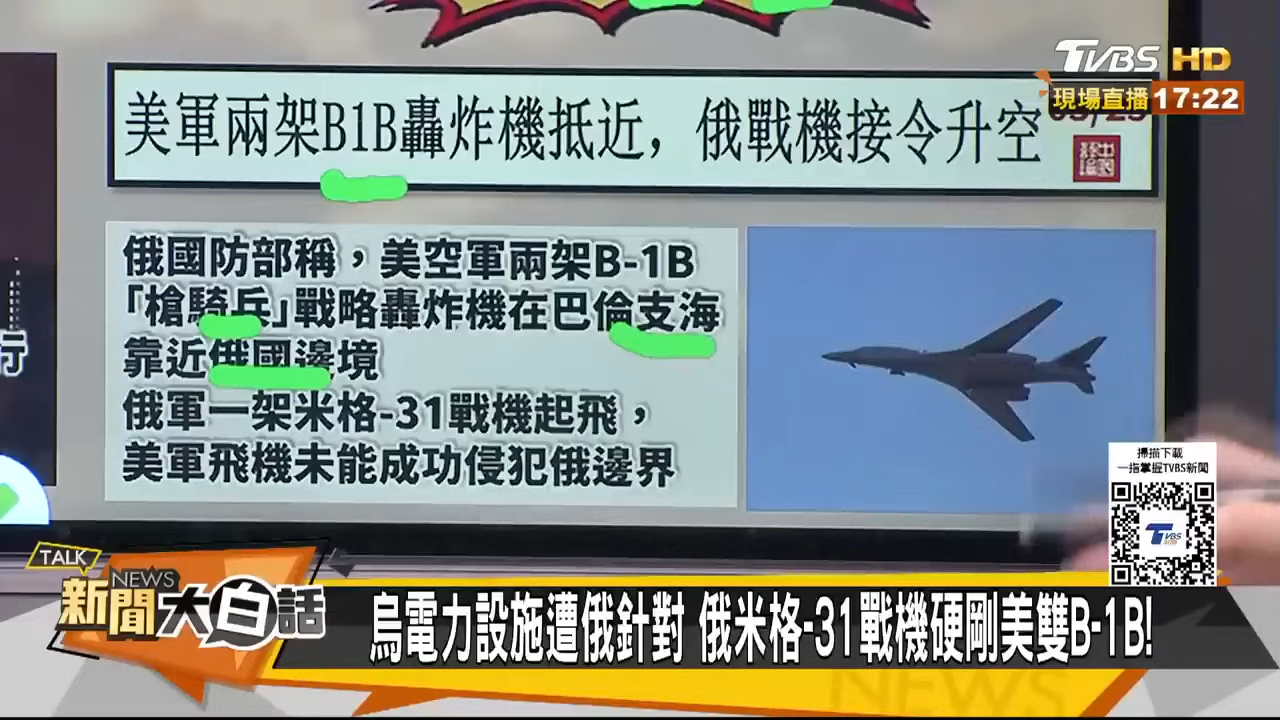 TVBS HD
現場直播 17:22
美軍兩架B1B轟炸機抵近，俄戰機接令升空
俄國防部稱，美空軍兩架B-1B
「槍騎兵」戰略轟炸機在巴倫支海
靠近俄國邊境
俄軍一架米格-31戰機起飛，
美軍飛機未能成功侵犯俄邊界
行
掃描下載
一指掌握TVBS新聞
TVBS
TALK
NEWS
新聞大白話
烏電力設施遭俄針對 俄米格-31戰機硬剛美雙B-1B!
NEWS